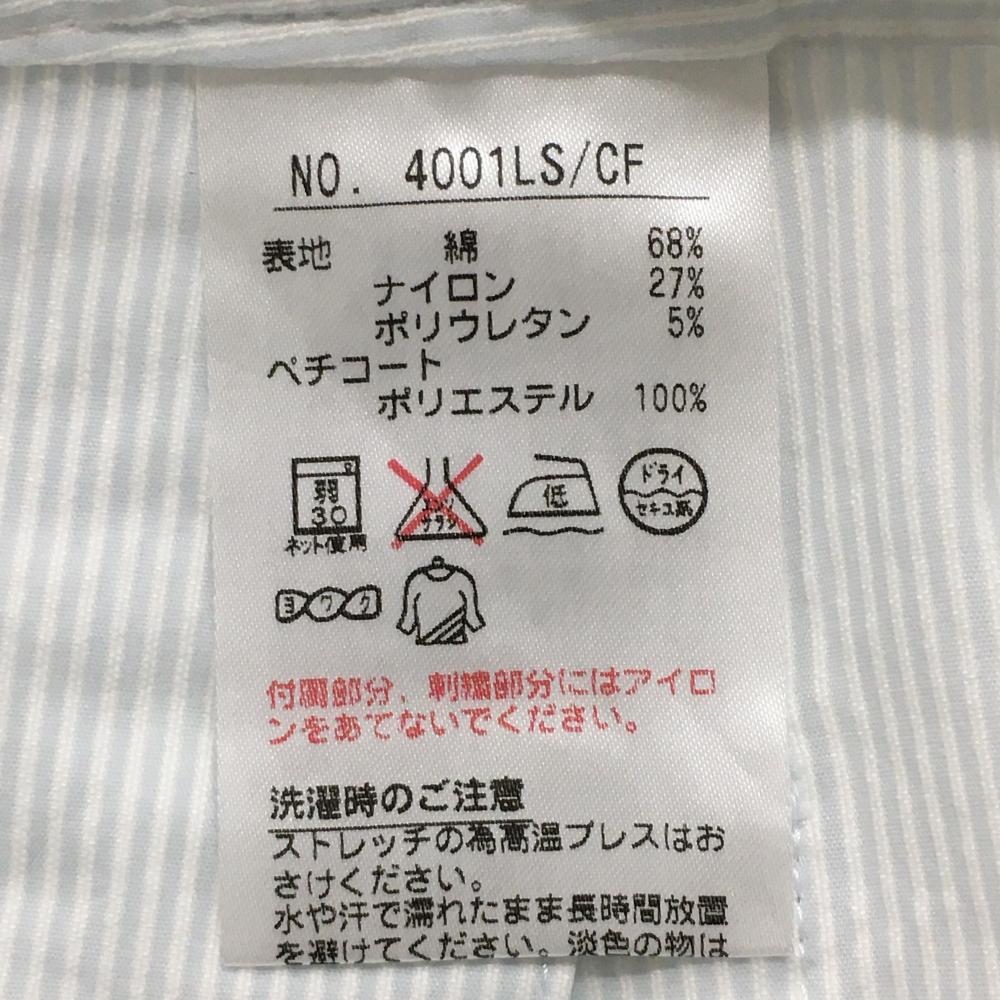 NO. 4001LS/CF
表地 綿 68%
ナイロン 27%
ポリウレタン 5%
ペチコート
ポリエステル 100%
弱
30
ネット使用
エンソ
サラシ
低
ドライ
セキユ系
ヨワク
付属部分、刺繍部分にはアイロ
ンをあてないでください。
洗濯時のご注意
ストレッチの為高温プレスはお
さけください。
水や汗で濡れたまま長時間放置
を避けてください。淡色の物は